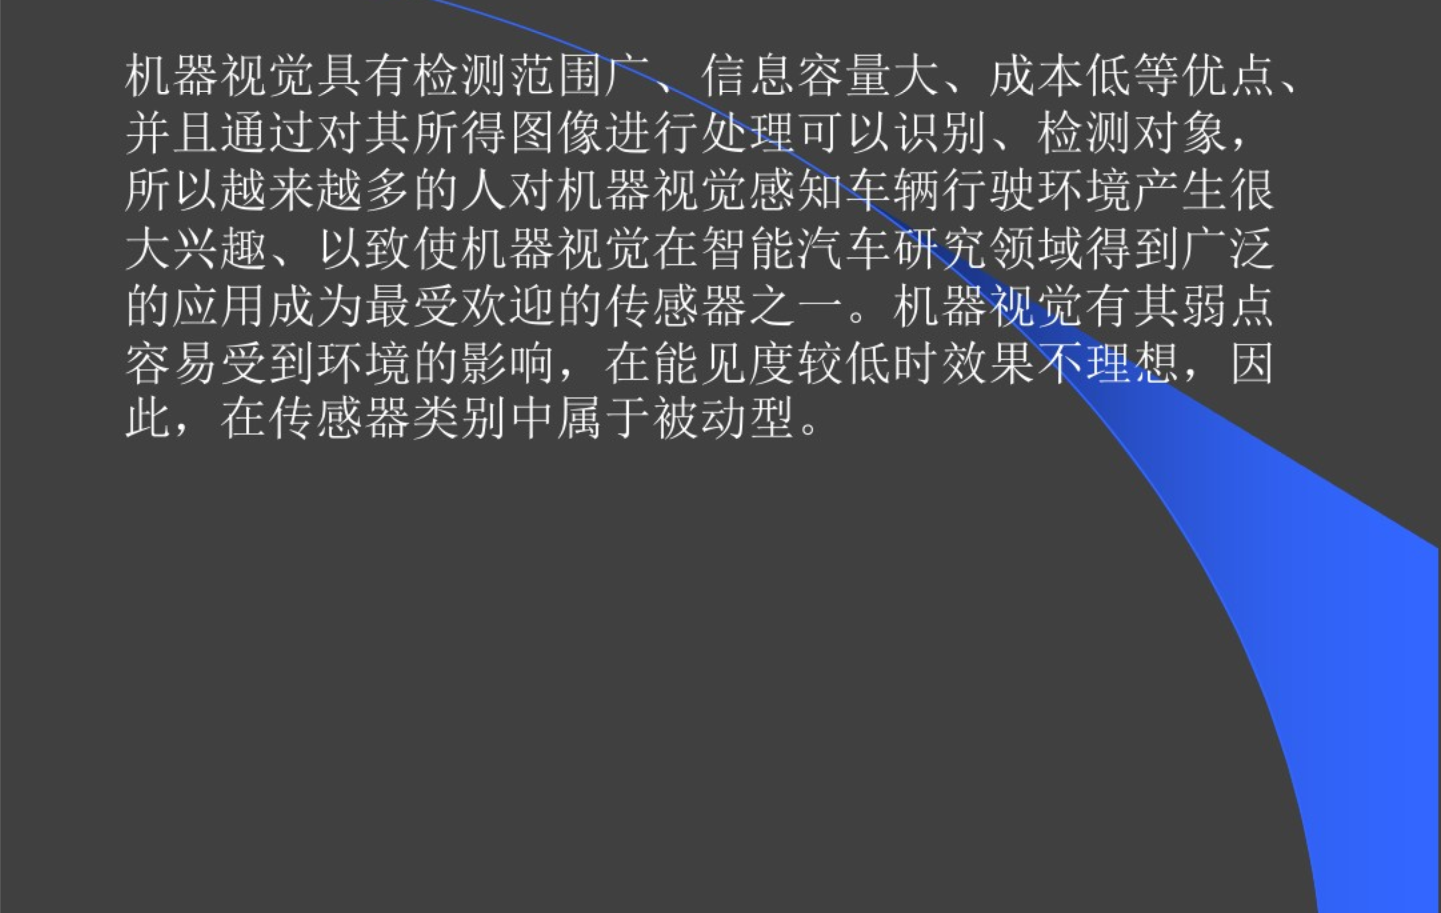 机器视觉具有检测范围广、信息容量大、成本低等优点、
并且通过对其所得图像进行处理可以识别、检测对象，
所以越来越多的人对机器视觉感知车辆行驶环境产生很
大兴趣、以致使机器视觉在智能汽车研究领域得到广泛
的应用成为最受欢迎的传感器之一。机器视觉有其弱点
容易受到环境的影响，在能见度较低时效果不理想，因
此，在传感器类别中属于被动型。